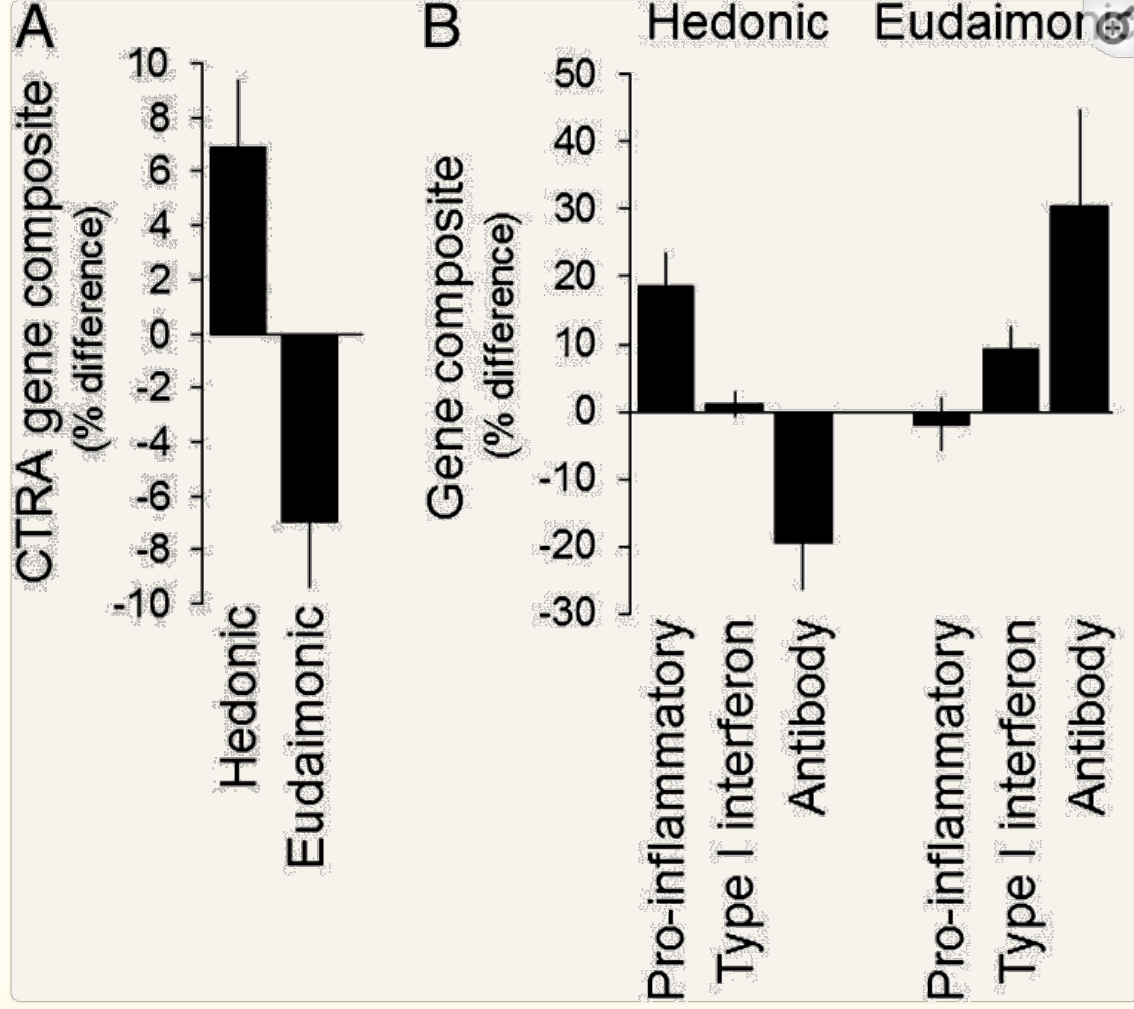 A
CTRA gene composite
(% difference)
10
8
6
4
2
0
-2
-4
-6
-8
-10
Hedonic
Eudaimonic
B
Hedonic
Gene composite
(% difference)
50
40
30
20
10
0
-10
-20
-30
Pro-inflammatory
Type I interferon
Antibody
Pro-inflammatory
Type I interferon
Antibody